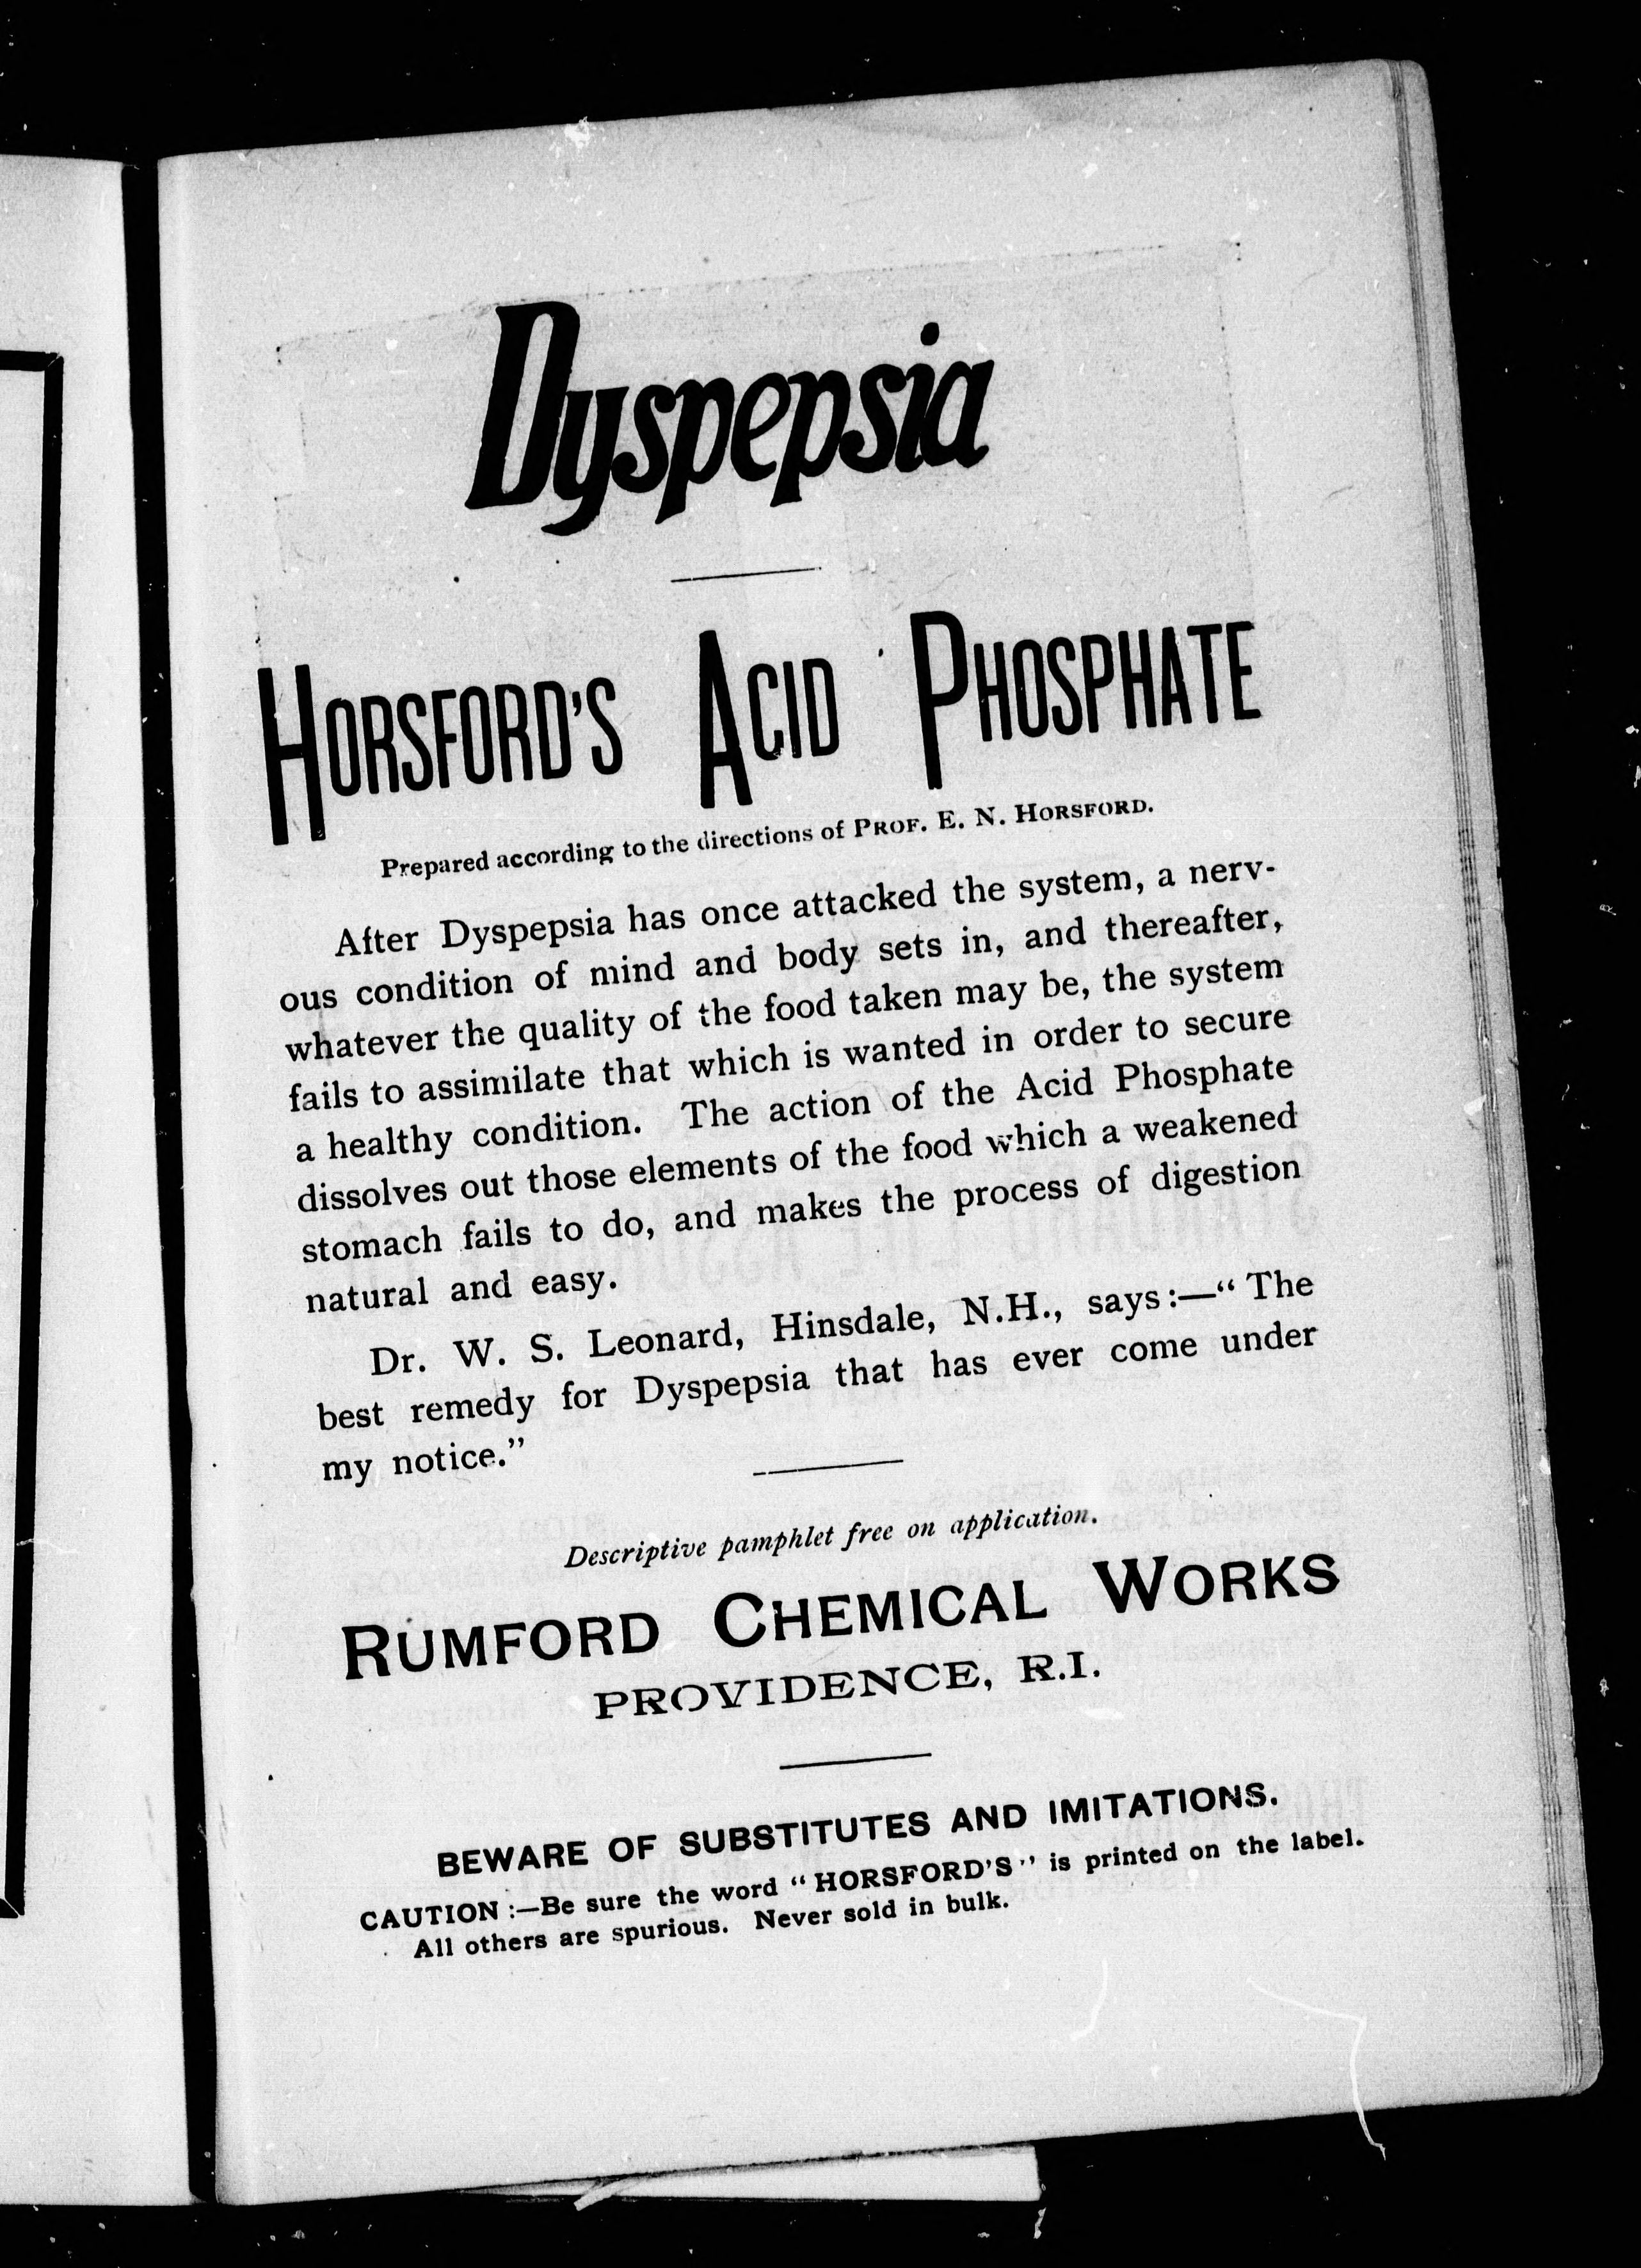 Dyspepsia
HORSFORD'S ACID PHOSPHATE
Prepared according to the directions of PROF. E. N. HORSFORD.
After Dyspepsia has once attacked the system, a nerv-
ous condition of mind and body sets in, and thereafter,
whatever the quality of the food taken may be, the system
fails to assimilate that which is wanted in order to secure
a healthy condition. The action of the Acid Phosphate
dissolves out those elements of the food which a weakened
stomach fails to do, and makes the process of digestion
natural and easy.
Dr. W. S. Leonard, Hinsdale, N.H., says:—“The
best remedy for Dyspepsia that has ever come under
my notice.”
Descriptive pamphlet free on application.
RUMFORD CHEMICAL WORKS
PROVIDENCE, R.I.
BEWARE OF SUBSTITUTES AND IMITATIONS.
CAUTION:—Be sure the word “HORSFORD'S” is printed on the label.
All others are spurious. Never sold in bulk.